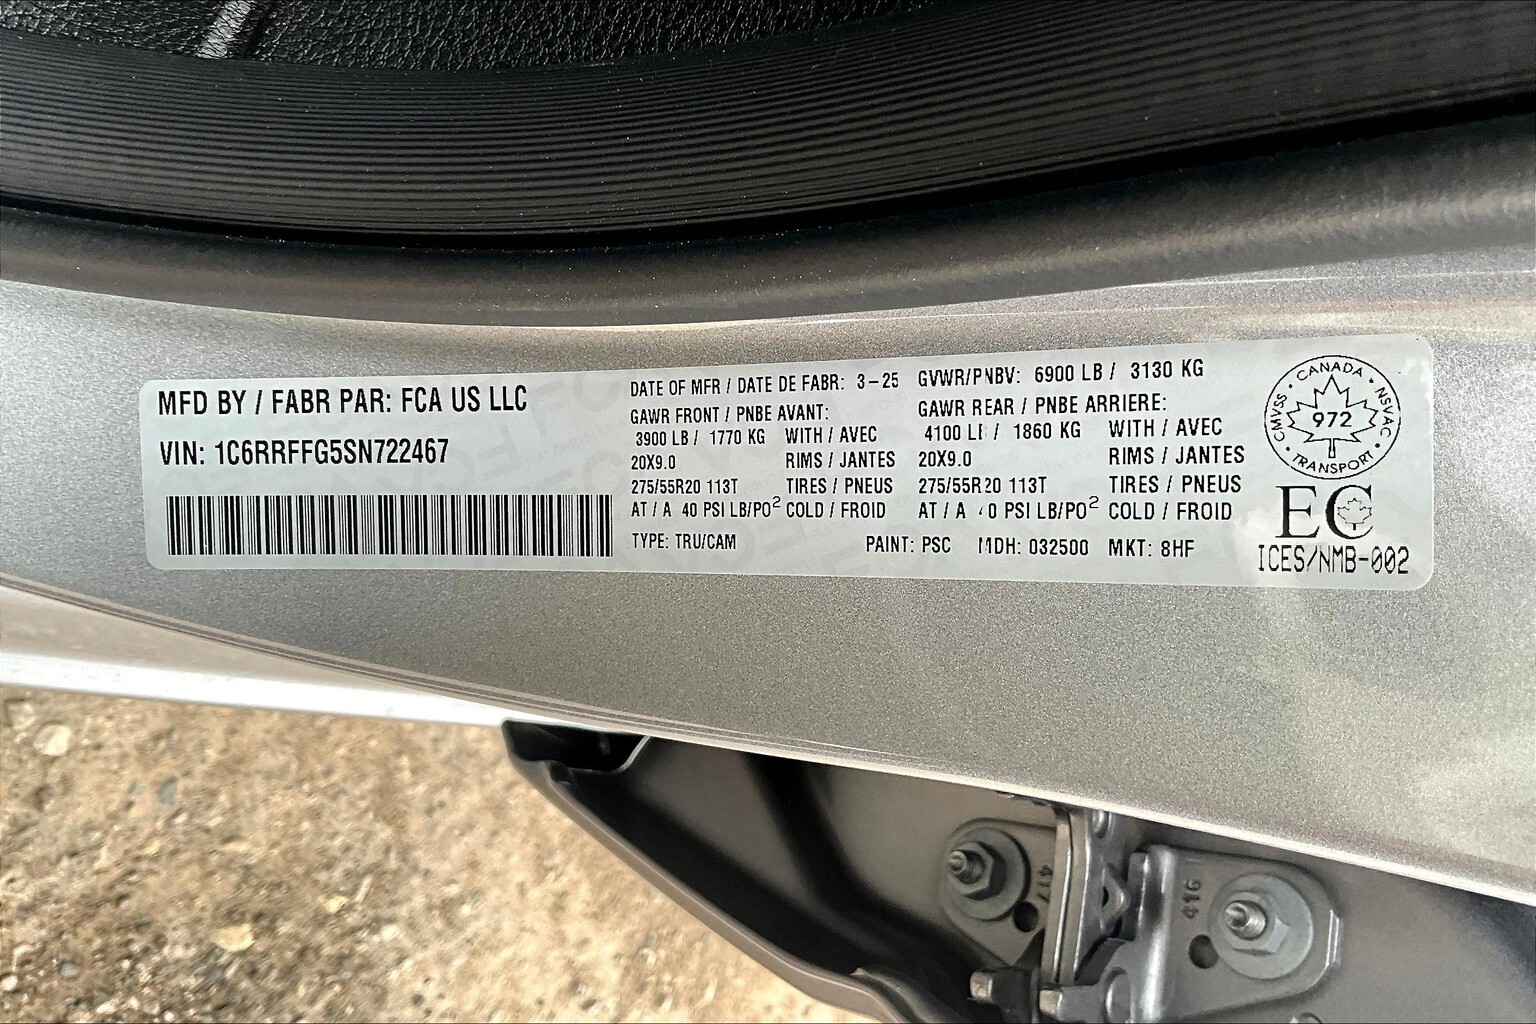 MFD BY / FABR PAR: FCA US LLC
VIN: 1C6RRFFG5SN722467
DATE OF MFR / DATE DE FABR: 3-25 GVWR/PNBV: 6900 LB / 3130 KG
GAWR FRONT / PNBE AVANT: GAWR REAR / PNBE ARRIERE:
3900 LB / 1770 KG WITH / AVEC 4100 LB / 1860 KG WITH / AVEC
20X9.0 RIMS / JANTES 20X9.0 RIMS / JANTES
275/55R20 113T TIRES / PNEUS 275/55R20 113T TIRES / PNEUS
AT / A 40 PSI LB/PO² COLD / FROID AT / A 40 PSI LB/PO² COLD / FROID
TYPE: TRU/CAM PAINT: PSC MDH: 032500 MKT: 8HF
CANADA
CMVSS 972 NSVAC
TRANSPORT
EC
ICES/NMB-002
417
416